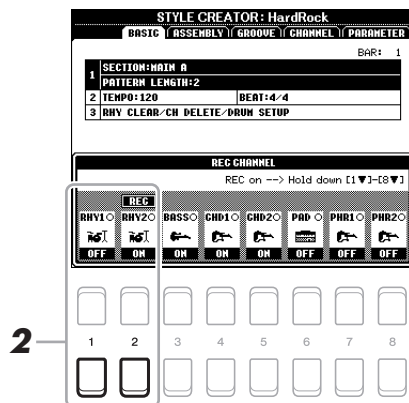 STYLE CREATOR: HardRock
BASIC ASSEMBLY GROOVE CHANNEL PARAMETER
BAR: 1
1 SECTION:MAIN A
PATTERN LENGTH:2
2 TEMPO:120 BEAT:4/4
3 RHY CLEAR/CH DELETE/DRUM SETUP
REC CHANNEL
REC on --> Hold down [1▼]-[8▼]
REC
RHY1 RHY2 BASS CHD1 CHD2 PAD PHR1 PHR2
OFF ON ON ON ON OFF OFF OFF
2
1 2 3 4 5 6 7 8